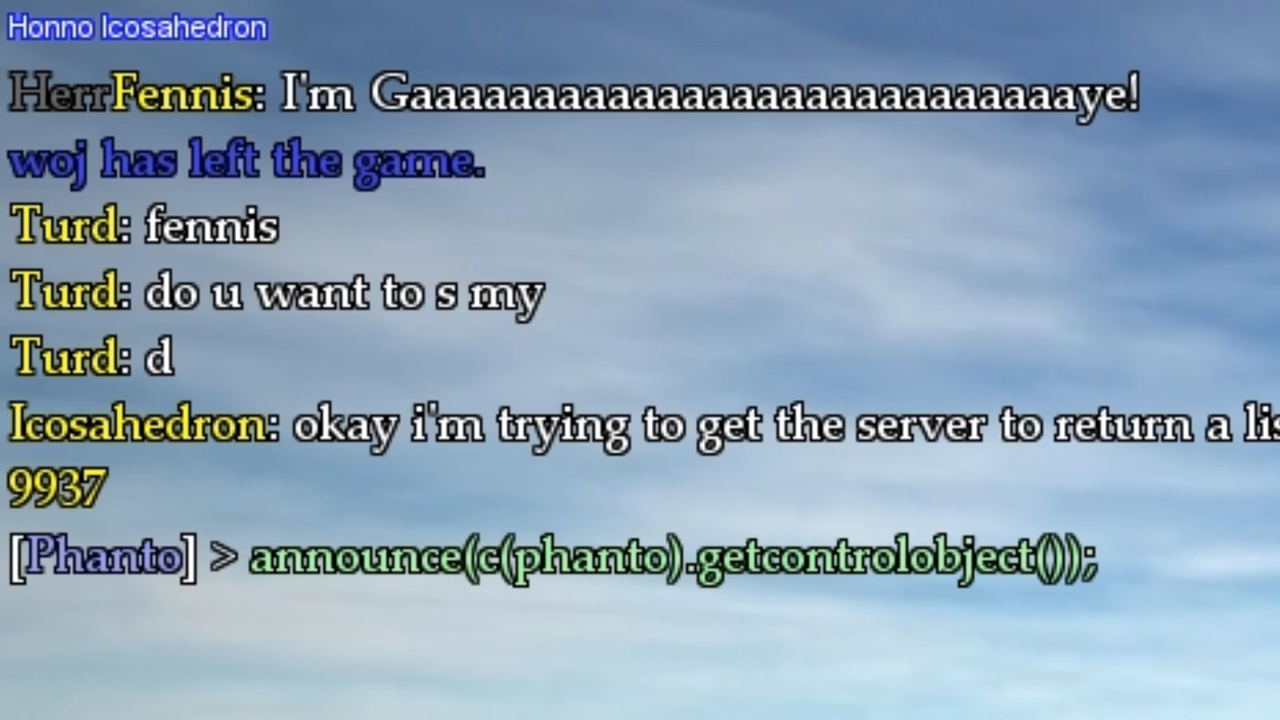 Honno Icosahedron
HerrFennis: I'm Gaaaaaaaaaaaaaaaaaaaaaaaaaaaye!
woj has left the game.
Turd: fennis
Turd: do u want to s my
Turd: d
Icosahedron: okay i'm trying to get the server to return a lis
9937
[Phanto] > announce(c(phanto).getcontrolobject());